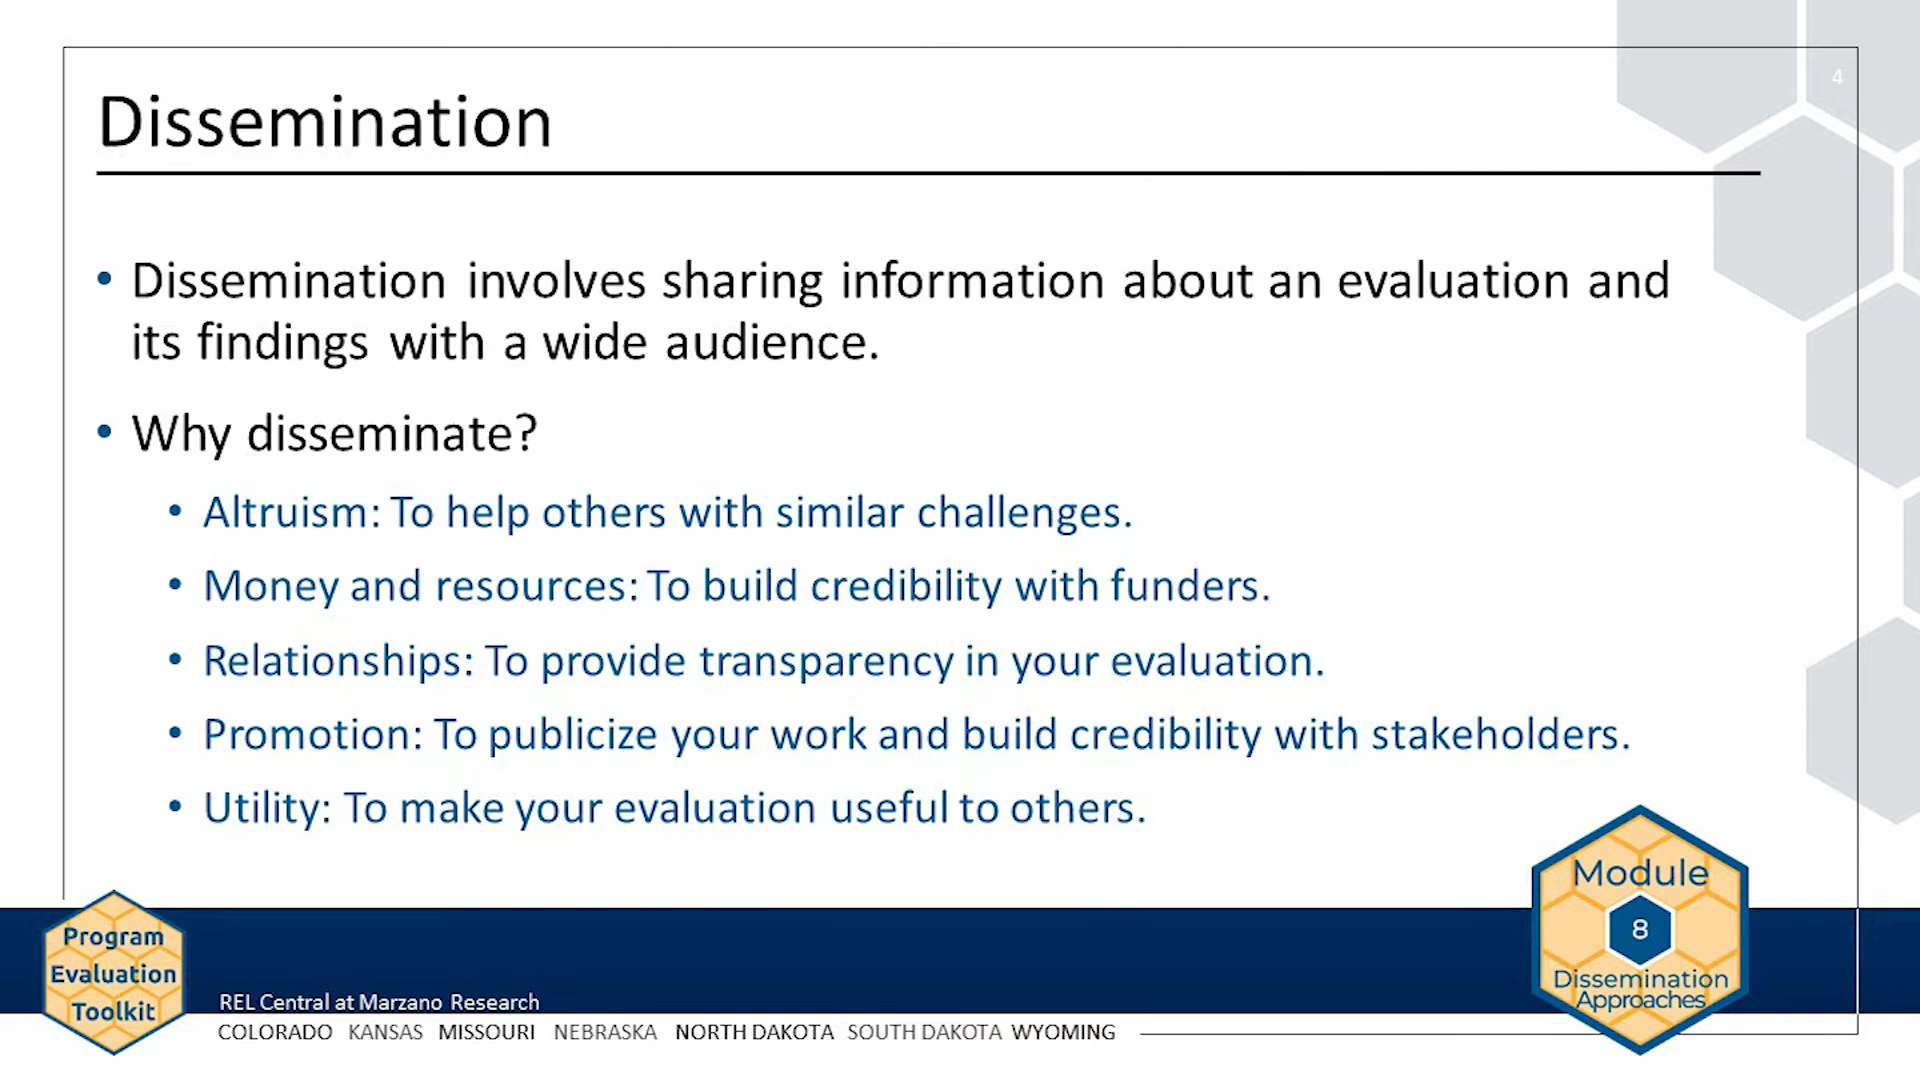 4
Dissemination
• Dissemination involves sharing information about an evaluation and
its findings with a wide audience.
• Why disseminate?
• Altruism: To help others with similar challenges.
• Money and resources: To build credibility with funders.
• Relationships: To provide transparency in your evaluation.
• Promotion: To publicize your work and build credibility with stakeholders.
• Utility: To make your evaluation useful to others.
Program
Evaluation
Toolkit
REL Central at Marzano Research
COLORADO KANSAS MISSOURI NEBRASKA NORTH DAKOTA SOUTH DAKOTA WYOMING
Module
8
Dissemination
Approaches